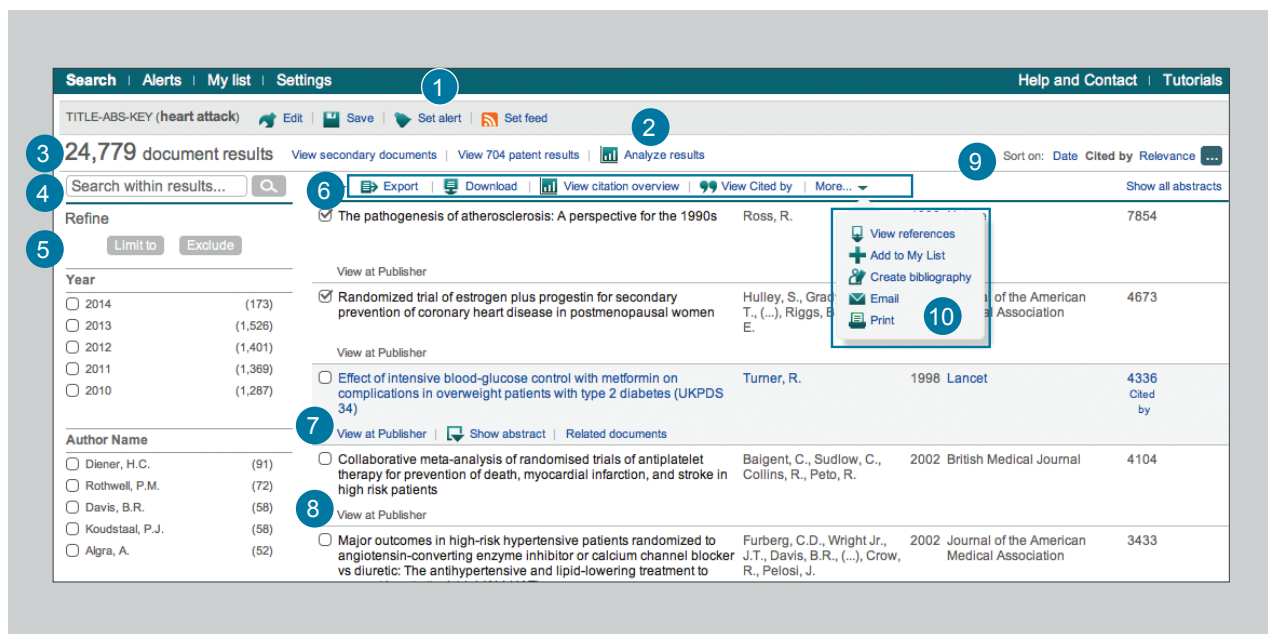 Search | Alerts | My list | Settings
Help and Contact | Tutorials
1
TITLE-ABS-KEY (heart attack) Edit | Save | Set alert | Set feed
2
3
24,779 document results View secondary documents | View 704 patent results | Analyze results
9
Sort on: Date Cited by Relevance ...
4
Search within results...
6
Export | Download | View citation overview | View Cited by | More...
Show all abstracts
Refine
5
Limit to Exclude
Year
2014 (173)
2013 (1,526)
2012 (1,401)
2011 (1,369)
2010 (1,287)
Author Name
Diener, H.C. (91)
Rothwell, P.M. (72)
Davis, B.R. (58)
Koudstaal, P.J. (58)
Algra, A. (52)
The pathogenesis of atherosclerosis: A perspective for the 1990s Ross, R. 7854
View at Publisher
View references
Add to My List
Create bibliography
Email
Print
10
Randomized trial of estrogen plus progestin for secondary
prevention of coronary heart disease in postmenopausal women
Hulley, S.,
T., (...), Riggs,
E.
of the American
Association
4673
View at Publisher
Effect of intensive blood-glucose control with metformin on
complications in overweight patients with type 2 diabetes (UKPDS
34)
Turner, R. 1998 Lancet 4336
Cited
by
7
View at Publisher | Show abstract | Related documents
Collaborative meta-analysis of randomised trials of antiplatelet
therapy for prevention of death, myocardial infarction, and stroke in
high risk patients
Baigent, C., Sudlow, C.,
Collins, R., Peto, R.
2002 British Medical Journal 4104
8
View at Publisher
Major outcomes in high-risk hypertensive patients randomized to
angiotensin-converting enzyme inhibitor or calcium channel blocker
vs diuretic: The antihypertensive and lipid-lowering treatment to
Furberg, C.D., Wright Jr.,
J.T., Davis, B.R., (...), Crow,
R., Pelosi, J.
2002 Journal of the American
Medical Association
3433